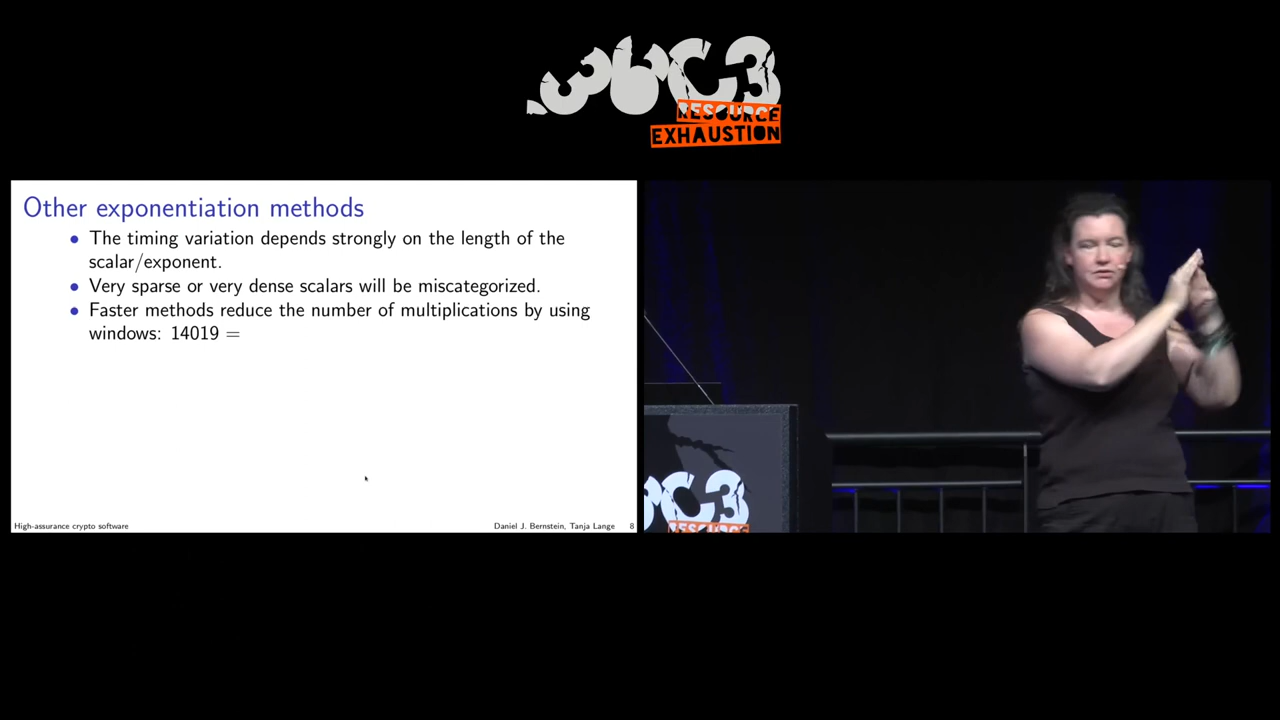 36C3
RESOURCE
EXHAUSTION
Other exponentiation methods
• The timing variation depends strongly on the length of the
scalar/exponent.
• Very sparse or very dense scalars will be miscategorized.
• Faster methods reduce the number of multiplications by using
windows: 14019 =
High-assurance crypto software
Daniel J. Bernstein, Tanja Lange 8
C3
RESOURCE